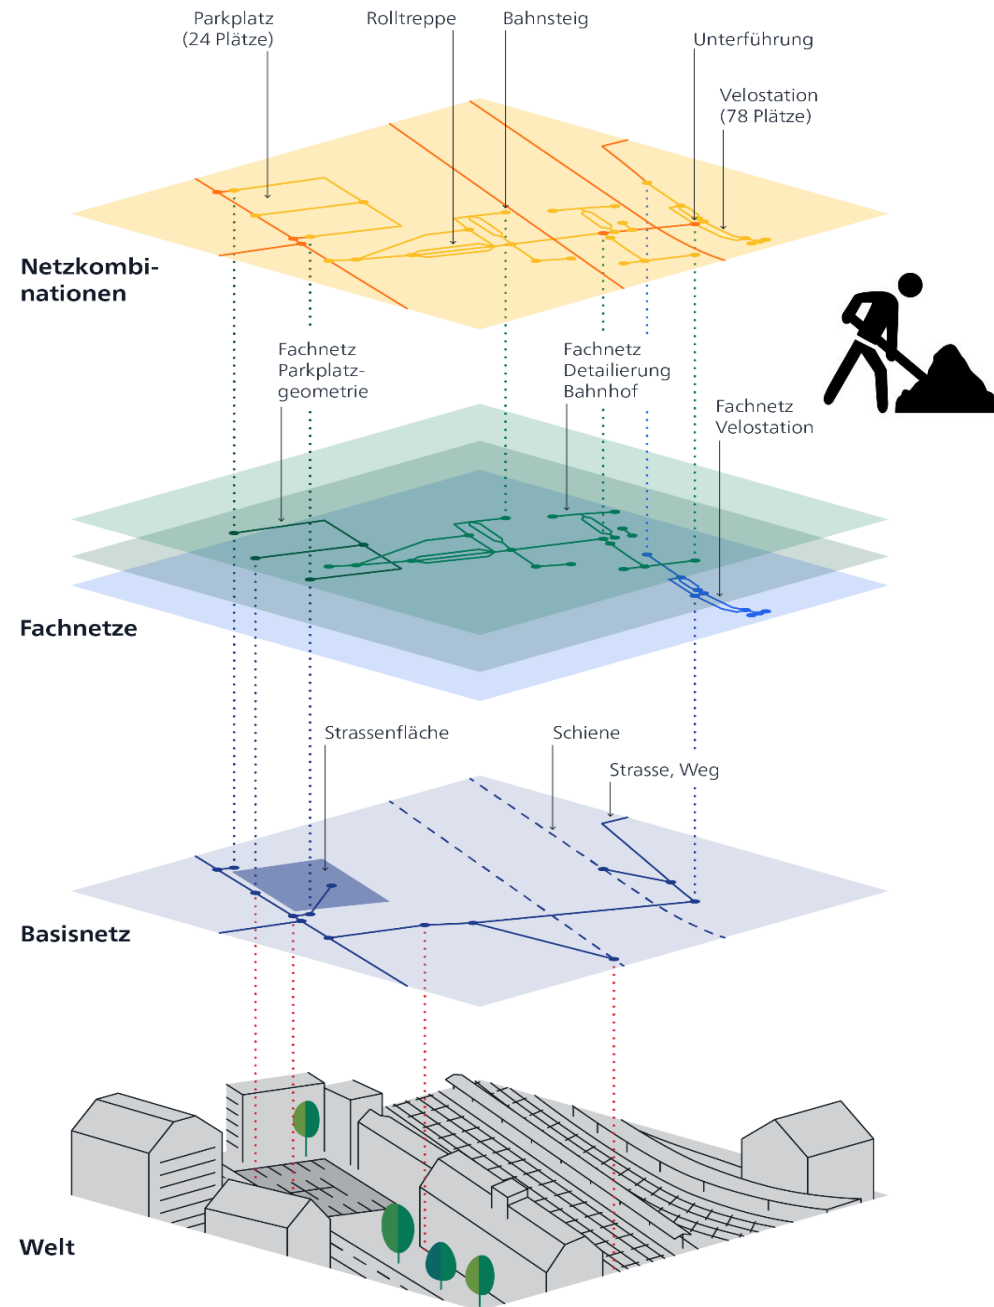 Parkplatz
(24 Plätze)
Rolltreppe
Bahnsteig
Unterführung
Velostation
(78 Plätze)
Netzkombi-
nationen
Fachnetz
Parkplatz-
geometrie
Fachnetz
Detailierung
Bahnhof
Fachnetz
Velostation
Fachnetze
Strassenfläche
Schiene
Strasse, Weg
Basisnetz
Welt